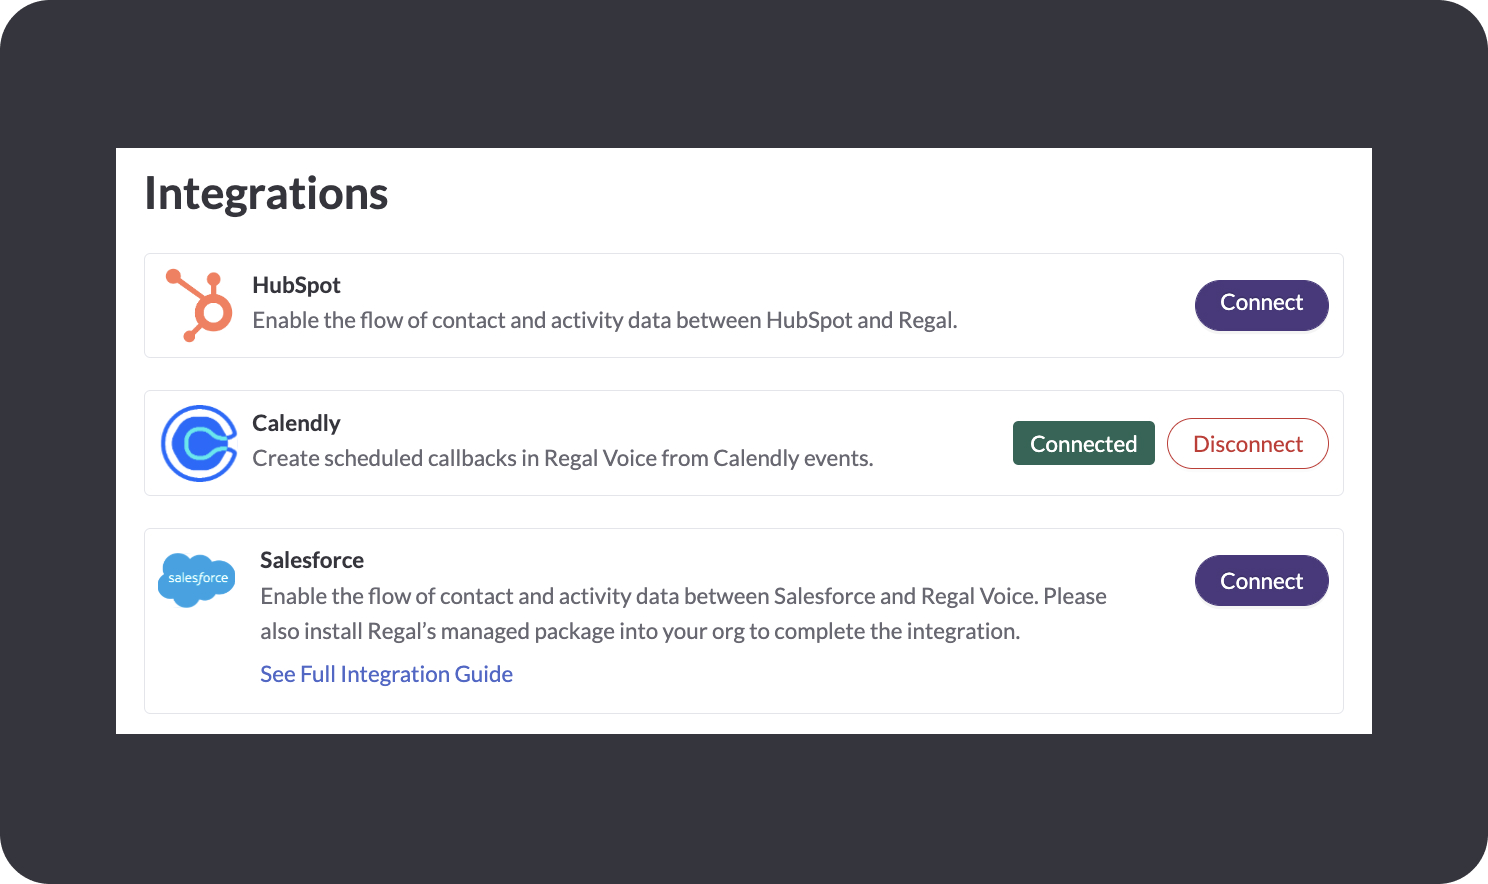 Integrations
HubSpot
Enable the flow of contact and activity data between HubSpot and Regal.
Connect
Calendly
Create scheduled callbacks in Regal Voice from Calendly events.
Connected
Disconnect
salesforce
Salesforce
Enable the flow of contact and activity data between Salesforce and Regal Voice. Please
also install Regal’s managed package into your org to complete the integration.
See Full Integration Guide
Connect